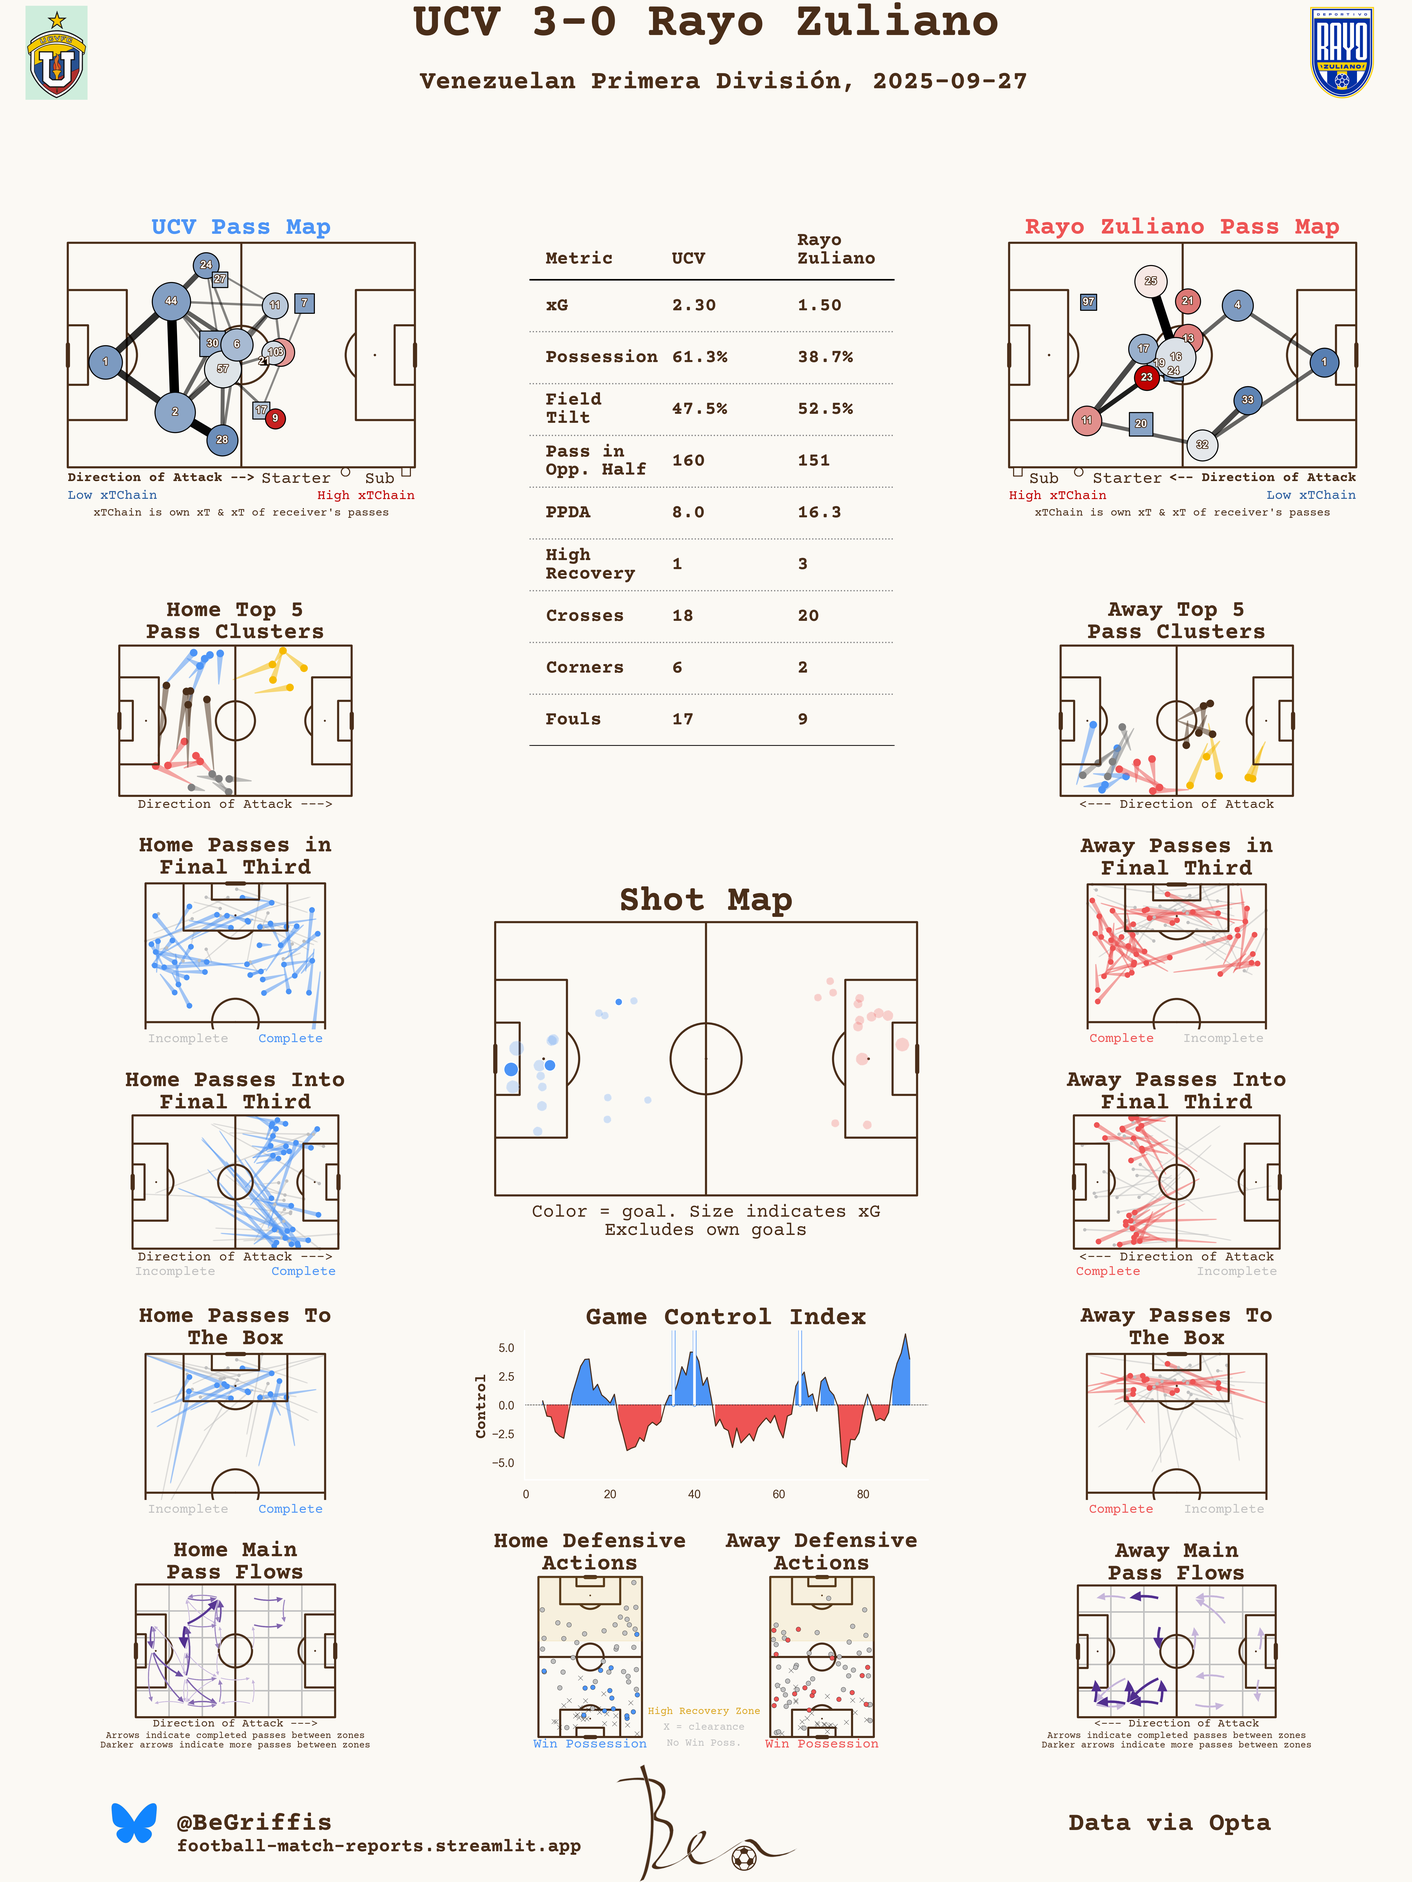 UCV 3-0 Rayo Zuliano
Venezuelan Primera División, 2025-09-27
RAYO
ZULIANO
UCV Pass Map
24
27
44
11
7
30
6
1
57
2
17
9
28
Direction of Attack --> Starter Sub
Low xTChain High xTChain
xTChain is own xT & xT of receiver's passes
Metric UCV Rayo Zuliano
xG 2.30 1.50
Possession 61.3% 38.7%
Field Tilt 47.5% 52.5%
Pass in Opp. Half 160 151
PPDA 8.0 16.3
High Recovery 1 3
Crosses 18 20
Corners 6 2
Fouls 17 9
Rayo Zuliano Pass Map
25
97
21
4
13
17
16
1
19
24
23
33
11
20
32
Sub Starter <-- Direction of Attack
High xTChain Low xTChain
xTChain is own xT & xT of receiver's passes
Home Top 5
Pass Clusters
Direction of Attack --->
Away Top 5
Pass Clusters
<--- Direction of Attack
Home Passes in
Final Third
Incomplete Complete
Away Passes in
Final Third
Complete Incomplete
Shot Map
Color = goal. Size indicates xG
Excludes own goals
Home Passes Into
Final Third
Direction of Attack --->
Incomplete Complete
Away Passes Into
Final Third
<--- Direction of Attack
Complete Incomplete
Home Passes To
The Box
Incomplete Complete
Game Control Index
Control
5.0
2.5
0.0
−2.5
−5.0
0 20 40 60 80
Away Passes To
The Box
Complete Incomplete
Home Main
Pass Flows
Direction of Attack --->
Arrows indicate completed passes between zones
Darker arrows indicate more passes between zones
Home Defensive
Actions
Win Possession
Away Defensive
Actions
Win Possession
High Recovery Zone
X = clearance
No Win Poss.
Away Main
Pass Flows
<--- Direction of Attack
Arrows indicate completed passes between zones
Darker arrows indicate more passes between zones
@BeGriffis
football-match-reports.streamlit.app
Ben
Data via Opta